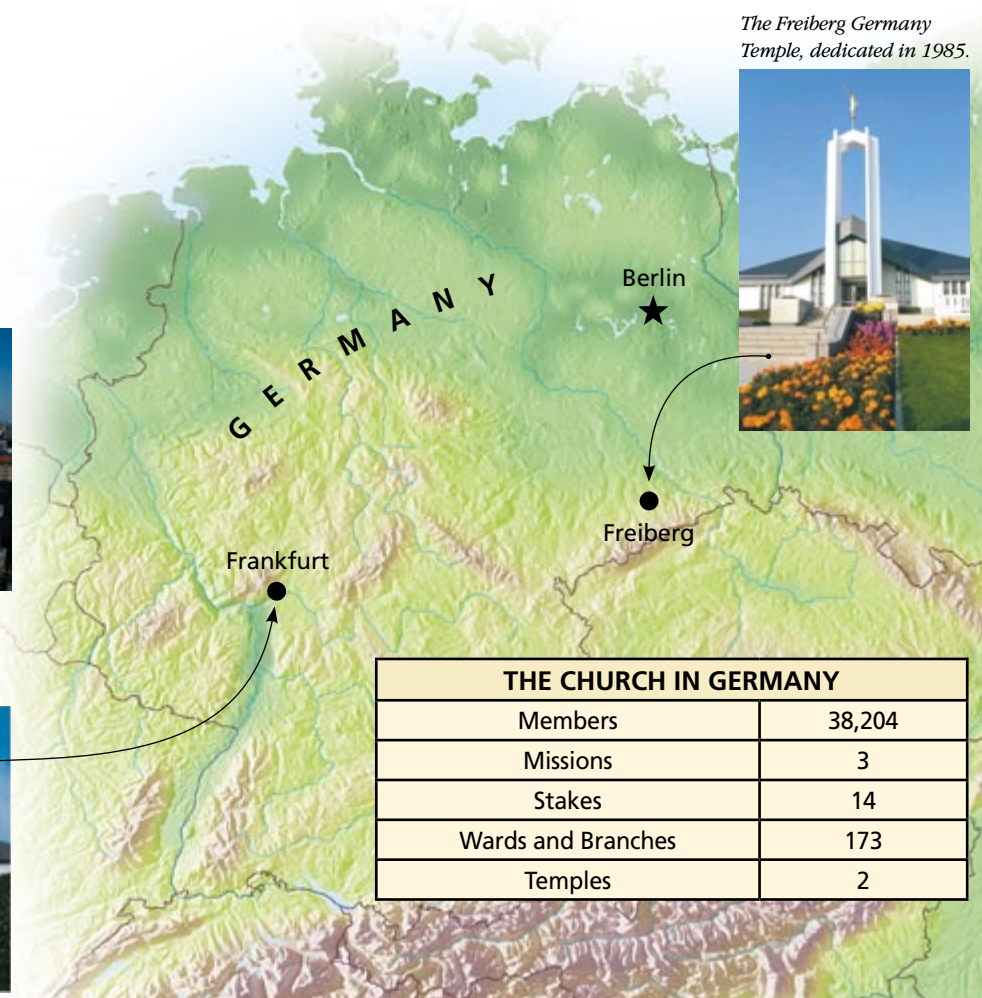 The Freiberg Germany
Temple, dedicated in 1985.
Berlin
GERMANY
Freiberg
Frankfurt
THE CHURCH IN GERMANY
Members 38,204
Missions 3
Stakes 14
Wards and Branches 173
Temples 2